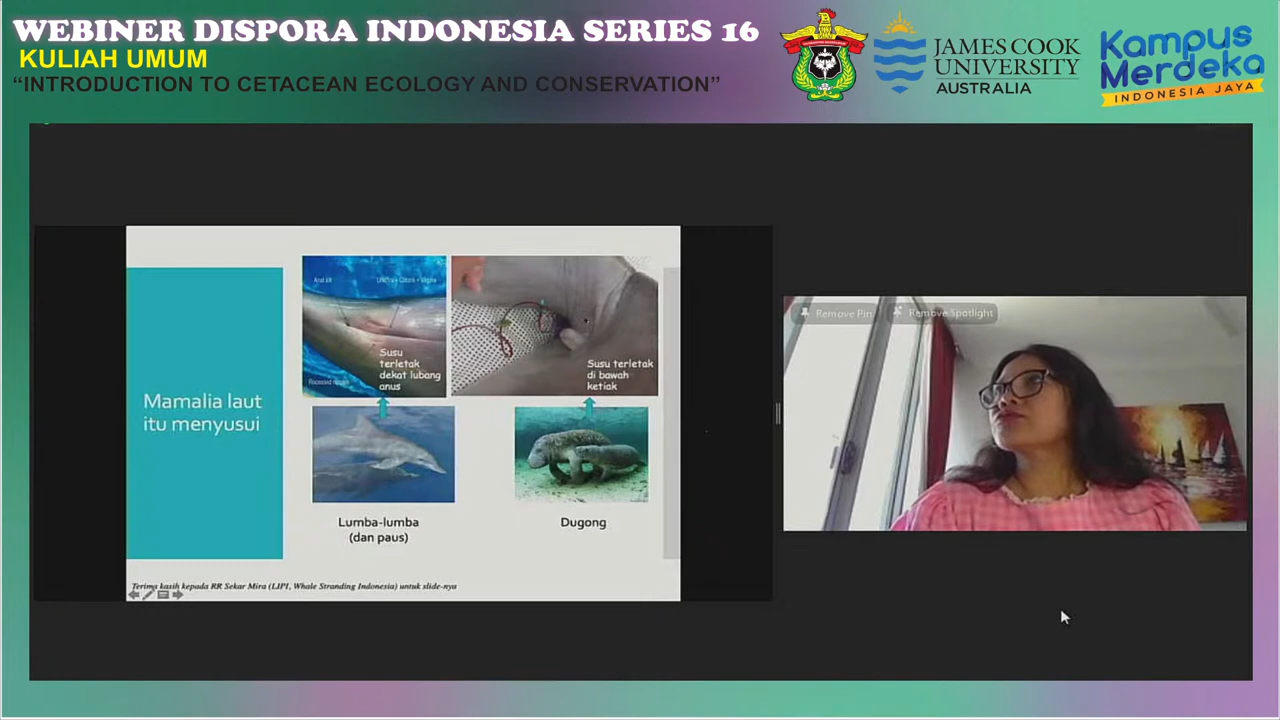 WEBINER DISPORA INDONESIA SERIES 16
KULIAH UMUM
“INTRODUCTION TO CETACEAN ECOLOGY AND CONSERVATION”
JAMES COOK
UNIVERSITY
AUSTRALIA
Kampus
Merdeka
INDONESIA JAYA
Mamalia laut
itu menyusui
Anal slit
Susu
terletak
dekat lubang
anus
Susu terletak
di bawah
ketiak
Lumba-lumba
(dan paus)
Dugong
Terima kasih kepada RR Sekar Mira (LIPI, Whale Stranding Indonesia) untuk slide-nya
Remove Pin
Remove Spotlight